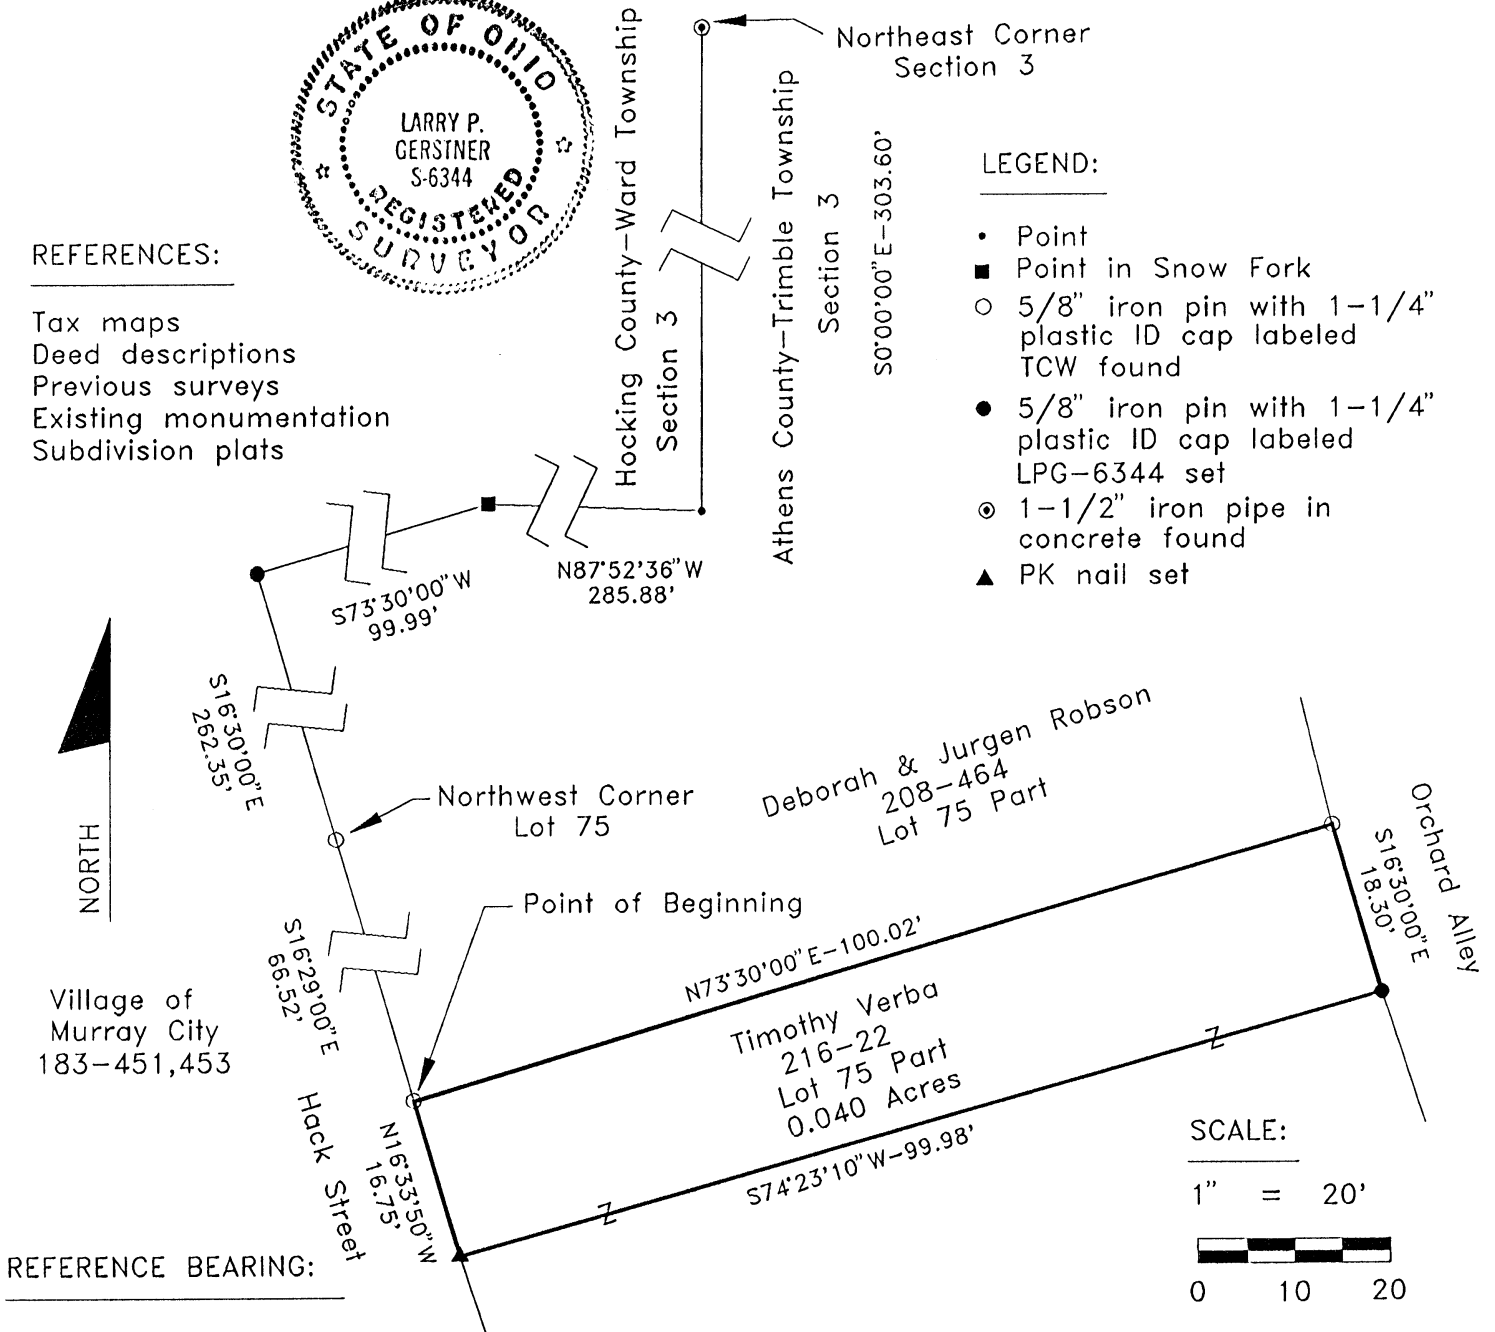 STATE OF OHIO
LARRY P.
GERSTNER
S-6344
REGISTERED
SURVEYOR
Hocking County-Ward Township
Section 3
Athens County-Trimble Township
Section 3
S0°00'00"E-303.60'
Northeast Corner
Section 3
REFERENCES:
Tax maps
Deed descriptions
Previous surveys
Existing monumentation
Subdivision plats
LEGEND:
Point
Point in Snow Fork
5/8" iron pin with 1-1/4"
plastic ID cap labeled
TCW found
5/8" iron pin with 1-1/4"
plastic ID cap labeled
LPG-6344 set
1-1/2" iron pipe in
concrete found
PK nail set
N87°52'36"W
285.88'
S73°30'00"W
99.99'
S16°30'00"E
262.35'
NORTH
Northwest Corner
Lot 75
Deborah & Jurgen Robson
208-464
Lot 75 Part
Orchard Alley
S16°30'00"E
18.30'
Point of Beginning
S16°29'00"E
66.52'
N73°30'00"E-100.02'
Village of
Murray City
183-451,453
Timothy Verba
216-22
Lot 75 Part
0.040 Acres
Z
S74°23'10"W-99.98'
Z
Hack Street
N16°33'50"W
16.75'
SCALE:
1" = 20'
0 10 20
REFERENCE BEARING: